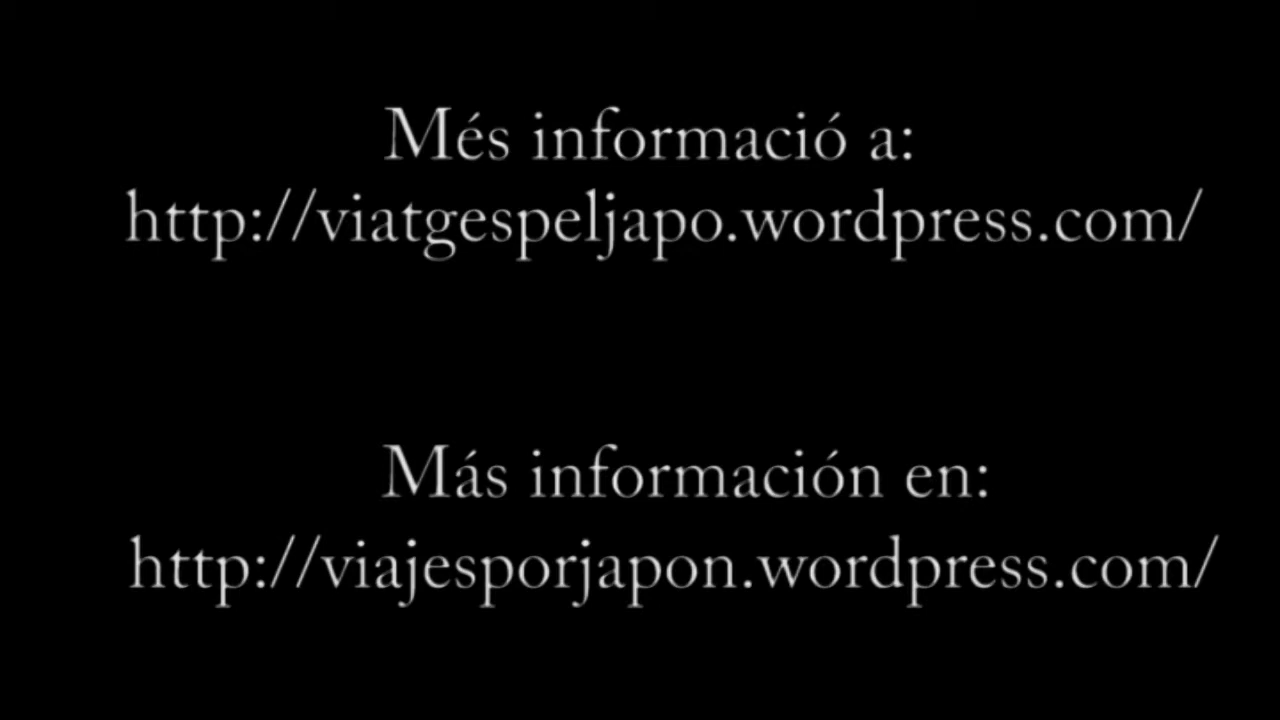 Més informació a:
http://viatgespeljapo.wordpress.com/
Más información en:
http://viajesporjapon.wordpress.com/